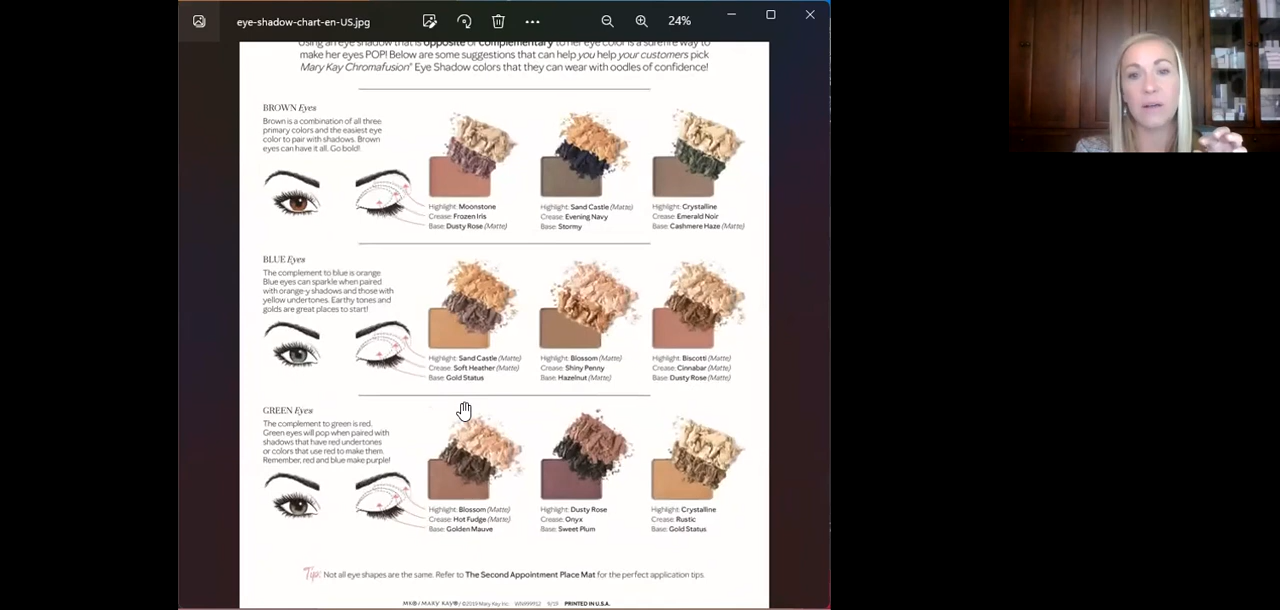 eye-shadow-chart-en-US.jpg
24%
Using an eye shadow that is opposite or complementary to her eye color is a surefire way to
make her eyes POP! Below are some suggestions that can help you help your customers pick
Mary Kay Chromafusion® Eye Shadow colors that they can wear with oodles of confidence!
BROWN Eyes
Brown is a combination of all three
primary colors and the easiest eye
color to pair with shadows. Brown
eyes can have it all. Go bold!
Highlight: Moonstone
Crease: Frozen Iris
Base: Dusty Rose (Matte)
Highlight: Sand Castle (Matte)
Crease: Evening Navy
Base: Stormy
Highlight: Crystalline
Crease: Emerald Noir
Base: Cashmere Haze (Matte)
BLUE Eyes
The complement to blue is orange
Blue eyes can sparkle when paired
with orange-y shadows and those with
yellow undertones. Earthy tones and
golds are great places to start!
Highlight: Sand Castle (Matte)
Crease: Soft Heather (Matte)
Base: Gold Status
Highlight: Blossom (Matte)
Crease: Shiny Penny
Base: Hazelnut (Matte)
Highlight: Biscotti (Matte)
Crease: Cinnabar (Matte)
Base: Dusty Rose (Matte)
GREEN Eyes
The complement to green is red.
Green eyes will pop when paired with
shadows that have red undertones
or colors that use red to make them.
Remember, red and blue make purple!
Highlight: Blossom (Matte)
Crease: Hot Fudge (Matte)
Base: Golden Mauve
Highlight: Dusty Rose
Crease: Onyx
Base: Sweet Plum
Highlight: Crystalline
Crease: Rustic
Base: Gold Status
Tip: Not all eye shapes are the same. Refer to The Second Appointment Place Mat for the perfect application tips.
MK® / MARY KAY® / ©2019 Mary Kay Inc. WN999952 9/19 PRINTED IN U.S.A.